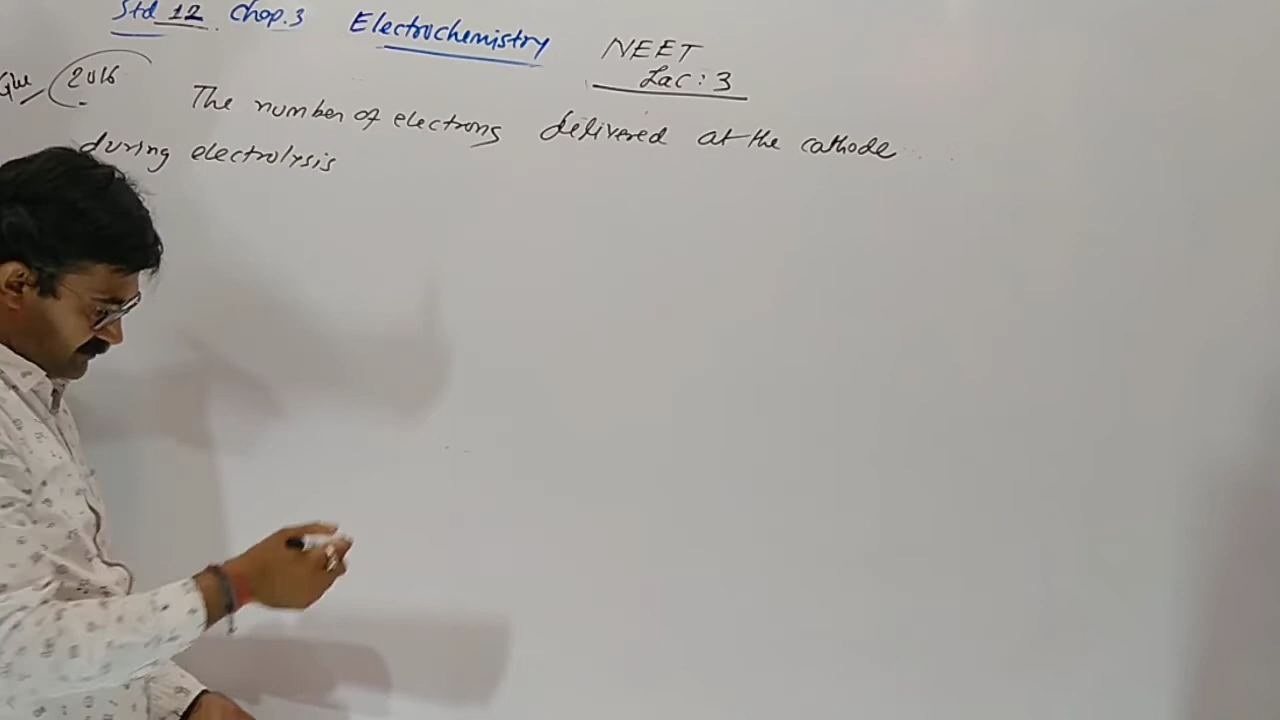 Std 12 Chap.3 Electrochemistry NEET
Lac: 3
Que 2016 The number of electrons delivered at the cathode
during electrolysis